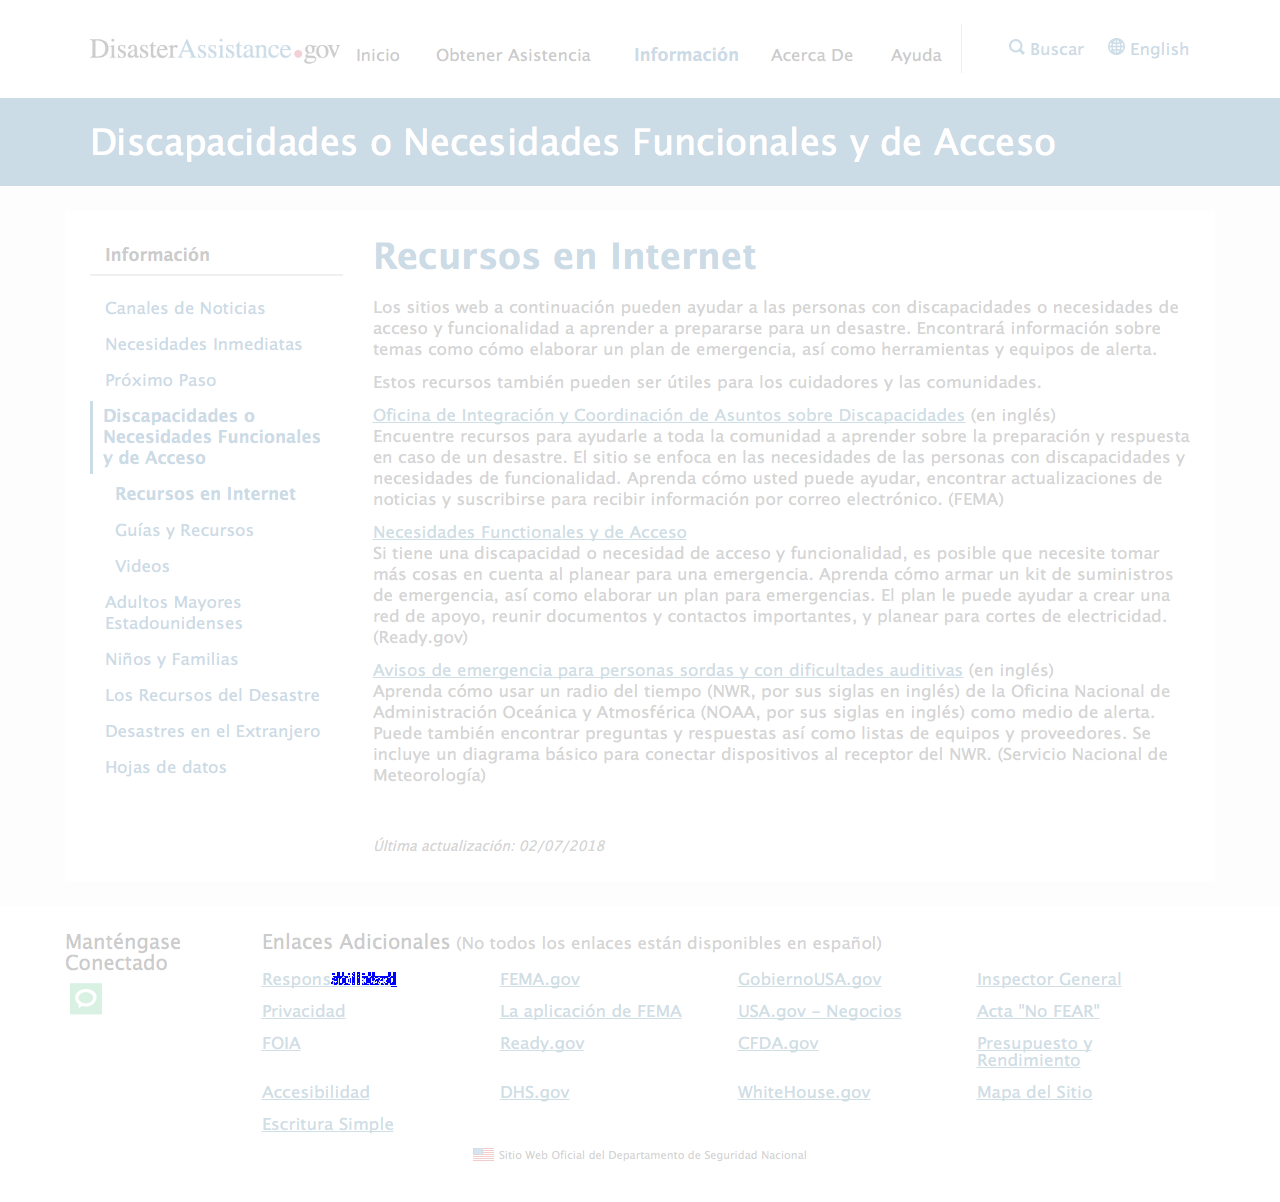 DisasterAssistance.gov
Inicio
Obtener Asistencia
Información
Acerca De
Ayuda
Buscar
English
Discapacidades o Necesidades Funcionales y de Acceso
Información
Canales de Noticias
Necesidades Inmediatas
Próximo Paso
Discapacidades o
Necesidades Funcionales
y de Acceso
Recursos en Internet
Guías y Recursos
Videos
Adultos Mayores
Estadounidenses
Niños y Familias
Los Recursos del Desastre
Desastres en el Extranjero
Hojas de datos
Recursos en Internet
Los sitios web a continuación pueden ayudar a las personas con discapacidades o necesidades de
acceso y funcionalidad a aprender a prepararse para un desastre. Encontrará información sobre
temas como cómo elaborar un plan de emergencia, así como herramientas y equipos de alerta.
Estos recursos también pueden ser útiles para los cuidadores y las comunidades.
Oficina de Integración y Coordinación de Asuntos sobre Discapacidades (en inglés)
Encuentre recursos para ayudarle a toda la comunidad a aprender sobre la preparación y respuesta
en caso de un desastre. El sitio se enfoca en las necesidades de las personas con discapacidades y
necesidades de funcionalidad. Aprenda cómo usted puede ayudar, encontrar actualizaciones de
noticias y suscribirse para recibir información por correo electrónico. (FEMA)
Necesidades Functionales y de Acceso
Si tiene una discapacidad o necesidad de acceso y funcionalidad, es posible que necesite tomar
más cosas en cuenta al planear para una emergencia. Aprenda cómo armar un kit de suministros
de emergencia, así como elaborar un plan para emergencias. El plan le puede ayudar a crear una
red de apoyo, reunir documentos y contactos importantes, y planear para cortes de electricidad.
(Ready.gov)
Avisos de emergencia para personas sordas y con dificultades auditivas (en inglés)
Aprenda cómo usar un radio del tiempo (NWR, por sus siglas en inglés) de la Oficina Nacional de
Administración Oceánica y Atmosférica (NOAA, por sus siglas en inglés) como medio de alerta.
Puede también encontrar preguntas y respuestas así como listas de equipos y proveedores. Se
incluye un diagrama básico para conectar dispositivos al receptor del NWR. (Servicio Nacional de
Meteorología)
Última actualización: 02/07/2018
Manténgase
Conectado
Enlaces Adicionales (No todos los enlaces están disponibles en español)
Responsabilidad
FEMA.gov
GobiernoUSA.gov
Inspector General
Privacidad
La aplicación de FEMA
USA.gov – Negocios
Acta "No FEAR"
FOIA
Ready.gov
CFDA.gov
Presupuesto y
Rendimiento
Accesibilidad
DHS.gov
WhiteHouse.gov
Mapa del Sitio
Escritura Simple
Sitio Web Oficial del Departamento de Seguridad Nacional